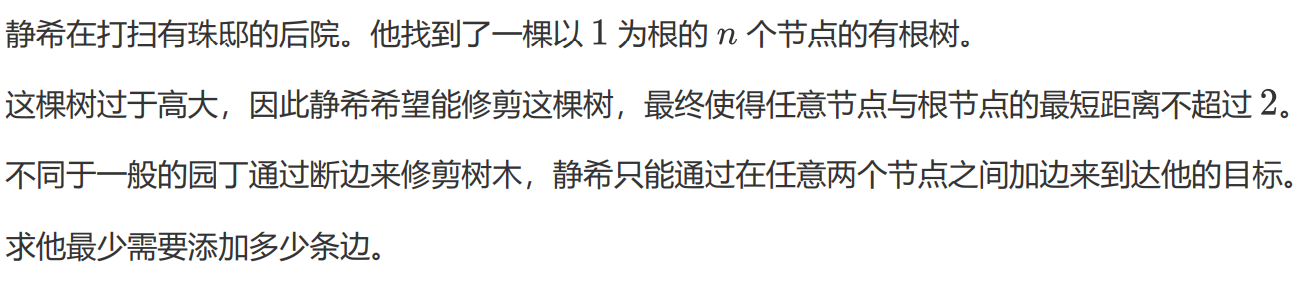 静希在打扫有珠邸的后院。他找到了一棵以 1 为根的 n 个节点的有根树。
这棵树过于高大，因此静希希望能修剪这棵树，最终使得任意节点与根节点的最短距离不超过 2。
不同于一般的园丁通过断边来修剪树木，静希只能通过在任意两个节点之间加边来到达他的目标。
求他最少需要添加多少条边。